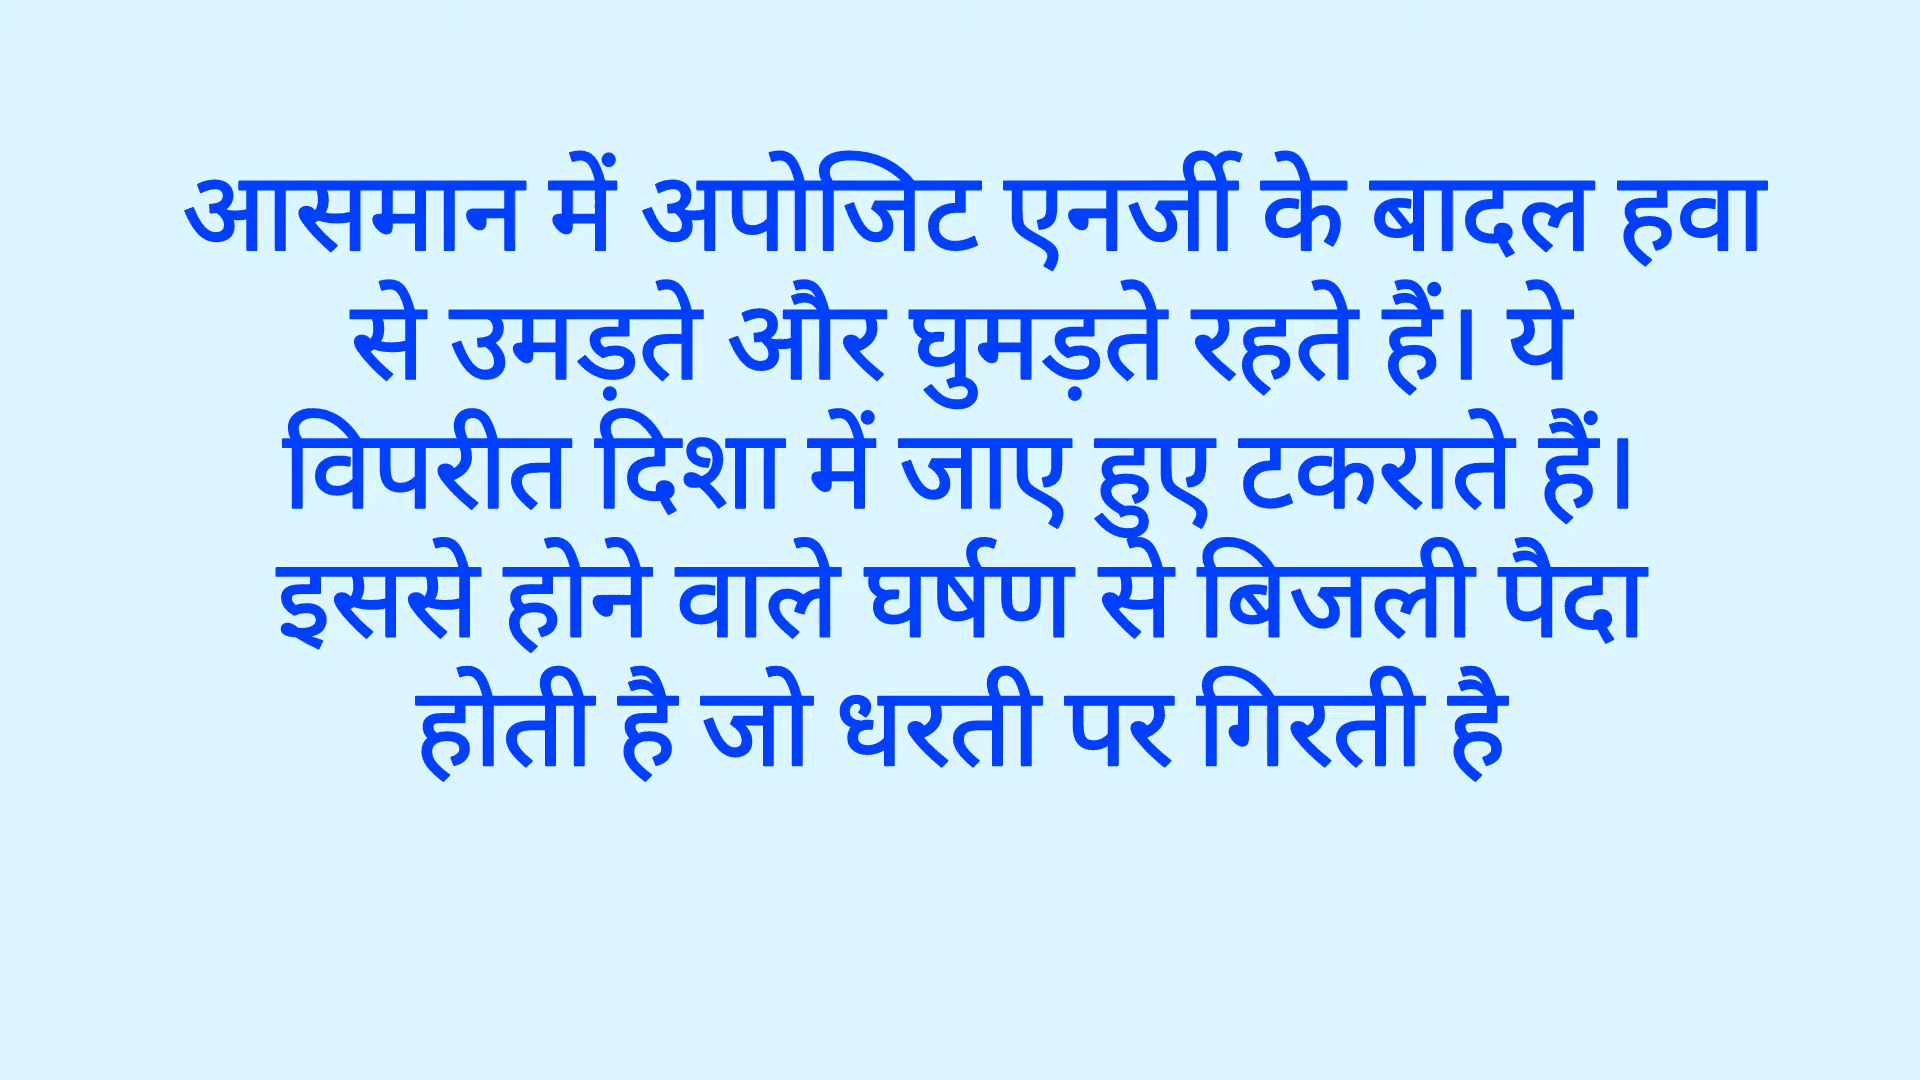 आसमान में अपोजिट एनर्जी के बादल हवा
से उमड़ते और घुमड़ते रहते हैं। ये
विपरीत दिशा में जाए हुए टकराते हैं।
इससे होने वाले घर्षण से बिजली पैदा
होती है जो धरती पर गिरती है